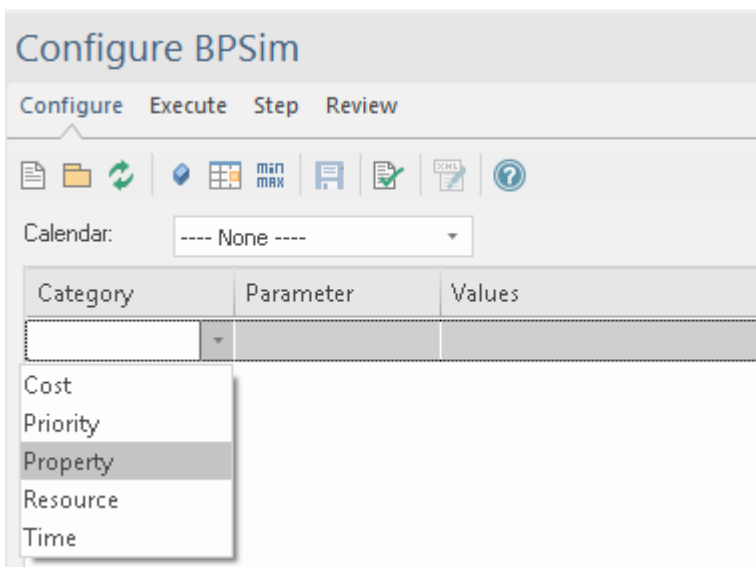 Configure BPSim
Configure Execute Step Review
min
max
XML
Calendar: ---- None ----
Category Parameter Values
Cost
Priority
Property
Resource
Time